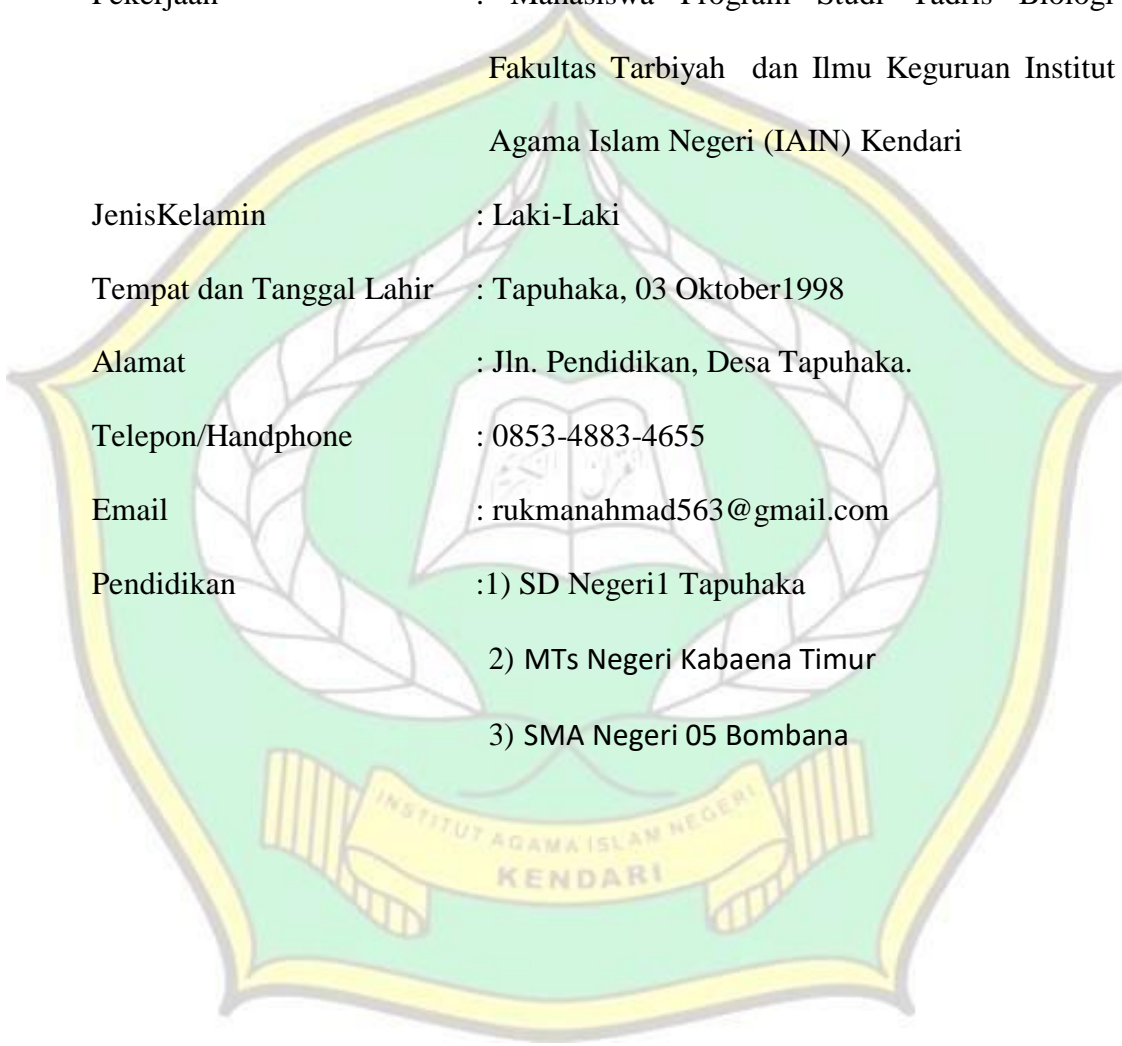 Pekerjaan : Mahasiswa Program Studi Tadris Biologi
Fakultas Tarbiyah dan Ilmu Keguruan Institut
Agama Islam Negeri (IAIN) Kendari
JenisKelamin : Laki-Laki
Tempat dan Tanggal Lahir : Tapuhaka, 03 Oktober1998
Alamat : Jln. Pendidikan, Desa Tapuhaka.
Telepon/Handphone : 0853-4883-4655
Email : rukmanahmad563@gmail.com
Pendidikan :1) SD Negeri1 Tapuhaka
2) MTs Negeri Kabaena Timur
3) SMA Negeri 05 Bombana
INSTITUT AGAMA ISLAM NEGERI
KENDARI